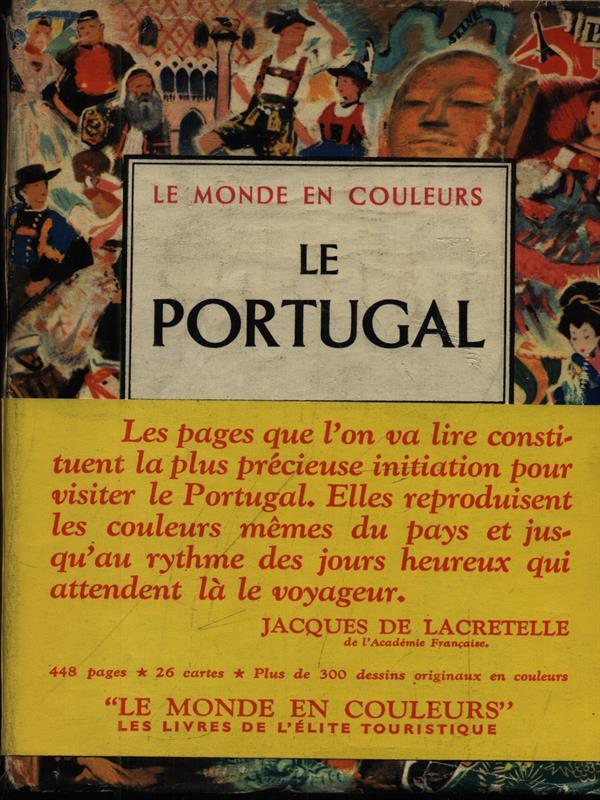 LE MONDE EN COULEURS
LE
PORTUGAL
Les pages que l'on va lire consti-
tuent la plus précieuse initiation pour
visiter le Portugal. Elles reproduisent
les couleurs mêmes du pays et jus-
qu'au rythme des jours heureux qui
attendent là le voyageur.
JACQUES DE LACRETELLE
de l'Académie Française.
448 pages ★ 26 cartes ★ Plus de 300 dessins originaux en couleurs
"LE MONDE EN COULEURS"
LES LIVRES DE L'ÉLITE TOURISTIQUE